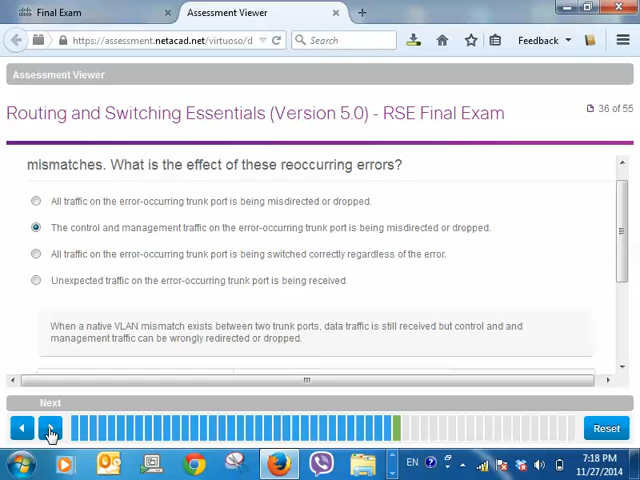 Final Exam
Assessment Viewer
https://assessment.netacad.net/virtuoso/d
Search
Feedback
Assessment Viewer
Routing and Switching Essentials (Version 5.0) - RSE Final Exam
36 of 55
mismatches. What is the effect of these reoccurring errors?
All traffic on the error-occurring trunk port is being misdirected or dropped.
The control and management traffic on the error-occurring trunk port is being misdirected or dropped.
All traffic on the error-occurring trunk port is being switched correctly regardless of the error.
Unexpected traffic on the error-occurring trunk port is being received.
When a native VLAN mismatch exists between two trunk ports, data traffic is still received but control and and
management traffic can be wrongly redirected or dropped.
Next
Reset
EN
7:18 PM
11/27/2014